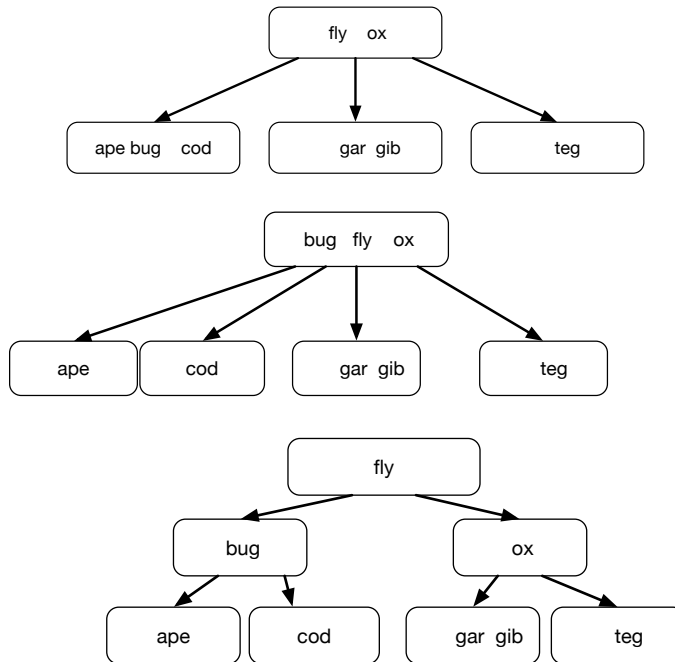 fly ox
ape bug cod gar gib teg
bug fly ox
ape cod gar gib teg
fly
bug ox
ape cod gar gib teg